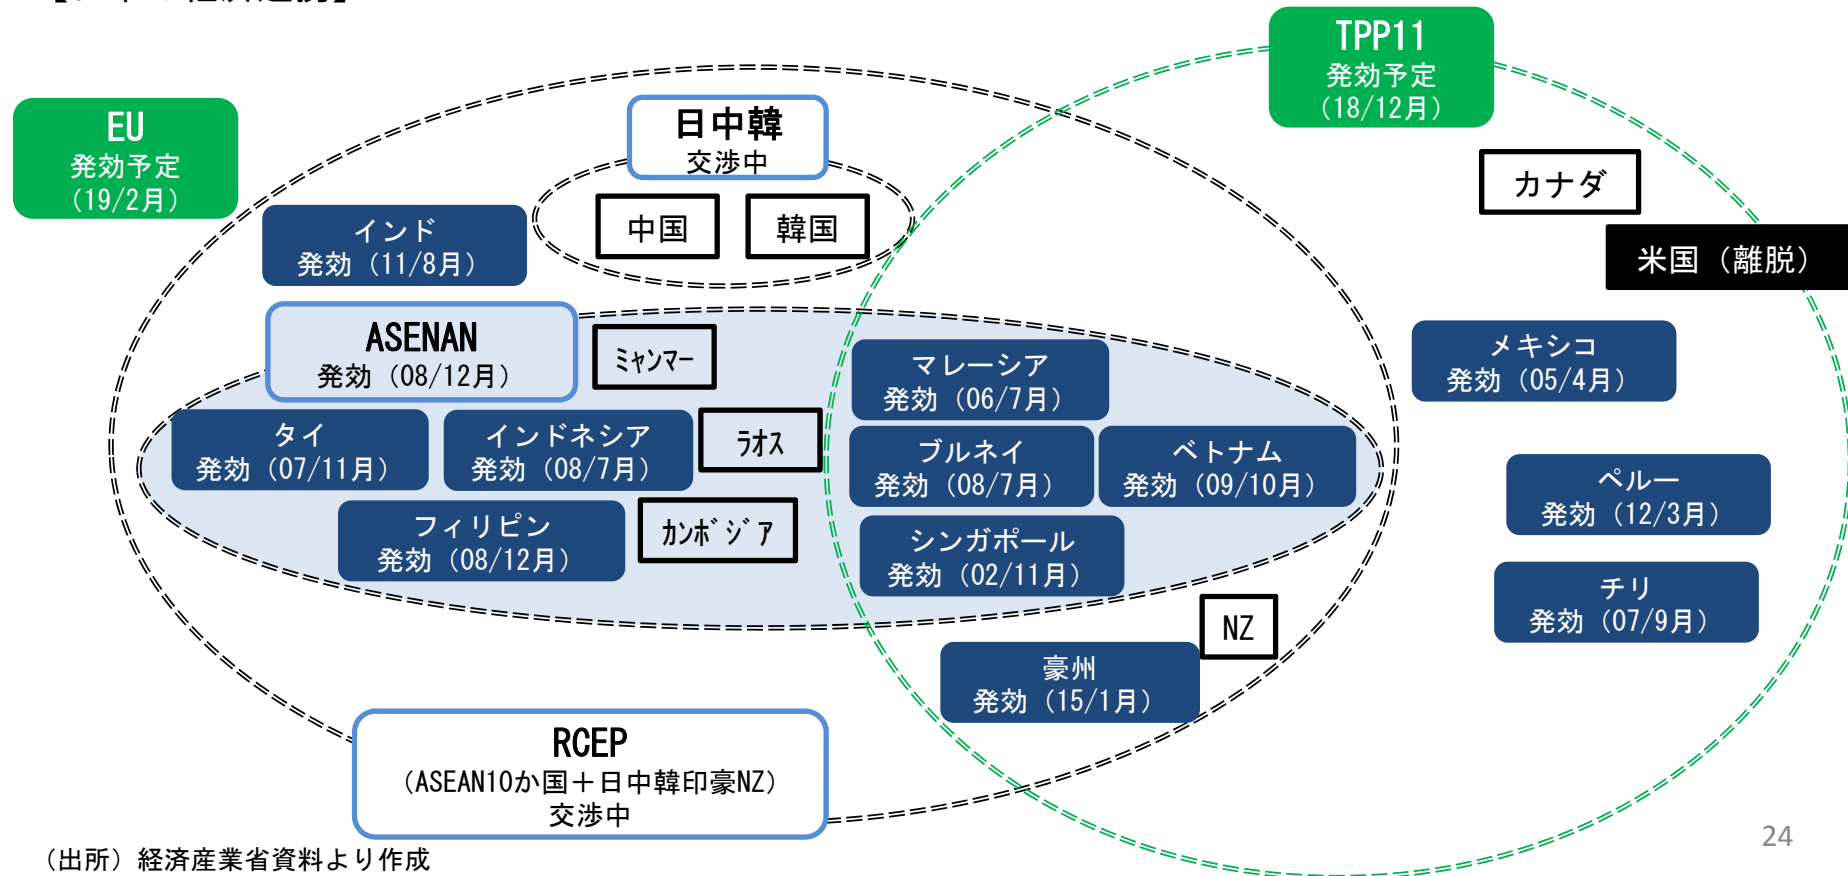 TPP11
発効予定
(18/12月)
EU
発効予定
(19/2月)
日中韓
交渉中
中国
韓国
カナダ
米国（離脱）
インド
発効（11/8月）
ASENAN
発効（08/12月）
ミャンマー
マレーシア
発効（06/7月）
メキシコ
発効（05/4月）
タイ
発効（07/11月）
インドネシア
発効（08/7月）
ラオス
ブルネイ
発効（08/7月）
ベトナム
発効（09/10月）
ペルー
発効（12/3月）
フィリピン
発効（08/12月）
カンボジア
シンガポール
発効（02/11月）
チリ
発効（07/9月）
NZ
豪州
発効（15/1月）
RCEP
（ASEAN10か国＋日中韓印豪NZ）
交渉中
（出所）経済産業省資料より作成
24